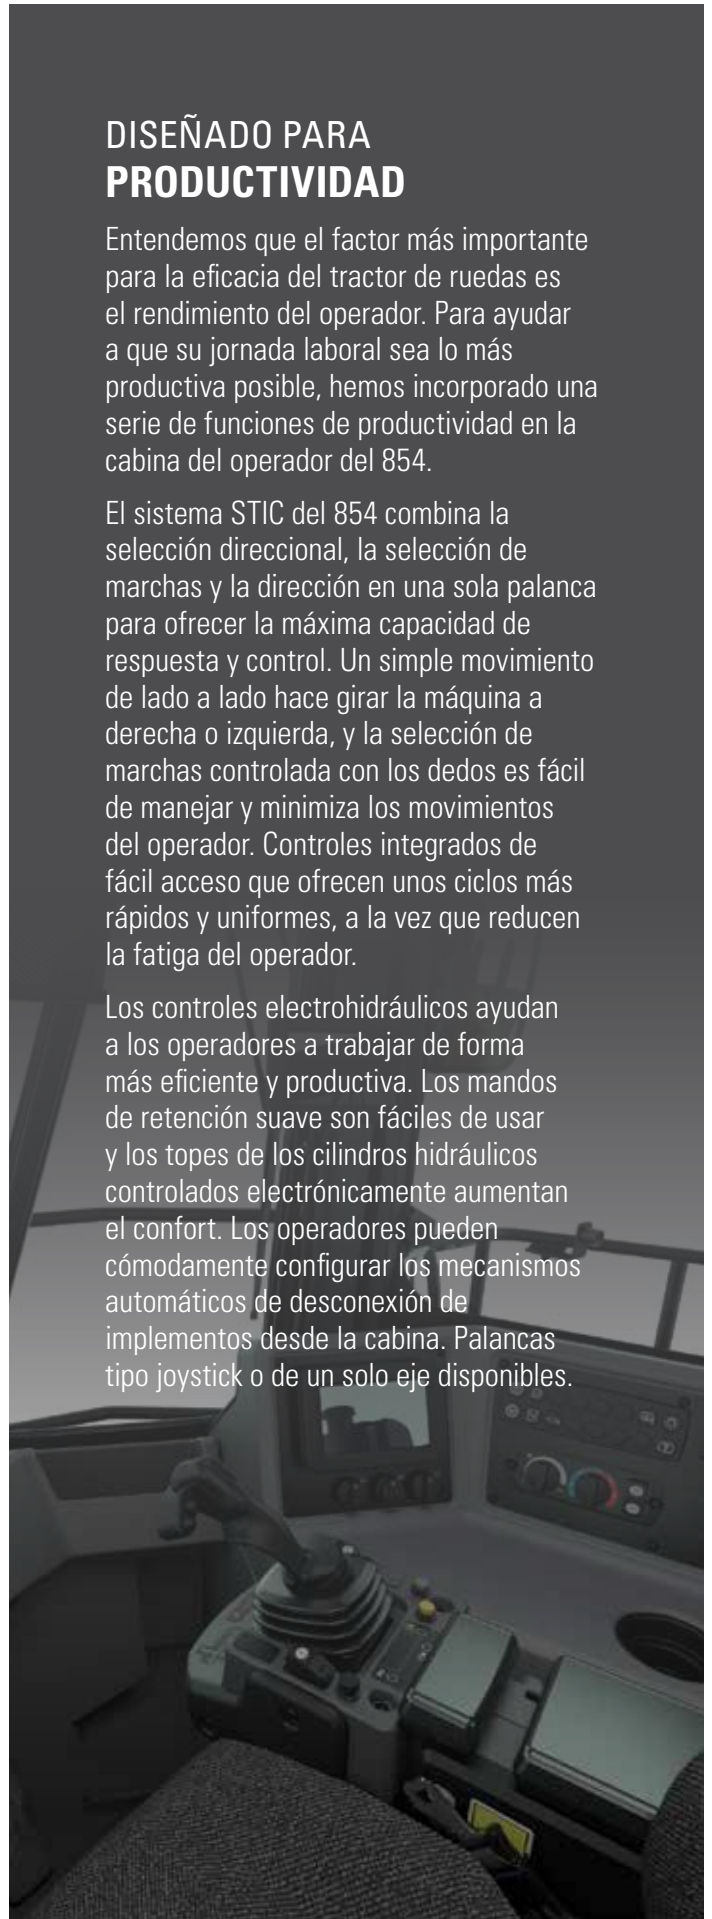 DISEÑADO PARA
PRODUCTIVIDAD
Entendemos que el factor más importante
para la eficacia del tractor de ruedas es
el rendimiento del operador. Para ayudar
a que su jornada laboral sea lo más
productiva posible, hemos incorporado una
serie de funciones de productividad en la
cabina del operador del 854.
El sistema STIC del 854 combina la
selección direccional, la selección de
marchas y la dirección en una sola palanca
para ofrecer la máxima capacidad de
respuesta y control. Un simple movimiento
de lado a lado hace girar la máquina a
derecha o izquierda, y la selección de
marchas controlada con los dedos es fácil
de manejar y minimiza los movimientos
del operador. Controles integrados de
fácil acceso que ofrecen unos ciclos más
rápidos y uniformes, a la vez que reducen
la fatiga del operador.
Los controles electrohidráulicos ayudan
a los operadores a trabajar de forma
más eficiente y productiva. Los mandos
de retención suave son fáciles de usar
y los topes de los cilindros hidráulicos
controlados electrónicamente aumentan
el confort. Los operadores pueden
cómodamente configurar los mecanismos
automáticos de desconexión de
implementos desde la cabina. Palancas
tipo joystick o de un solo eje disponibles.